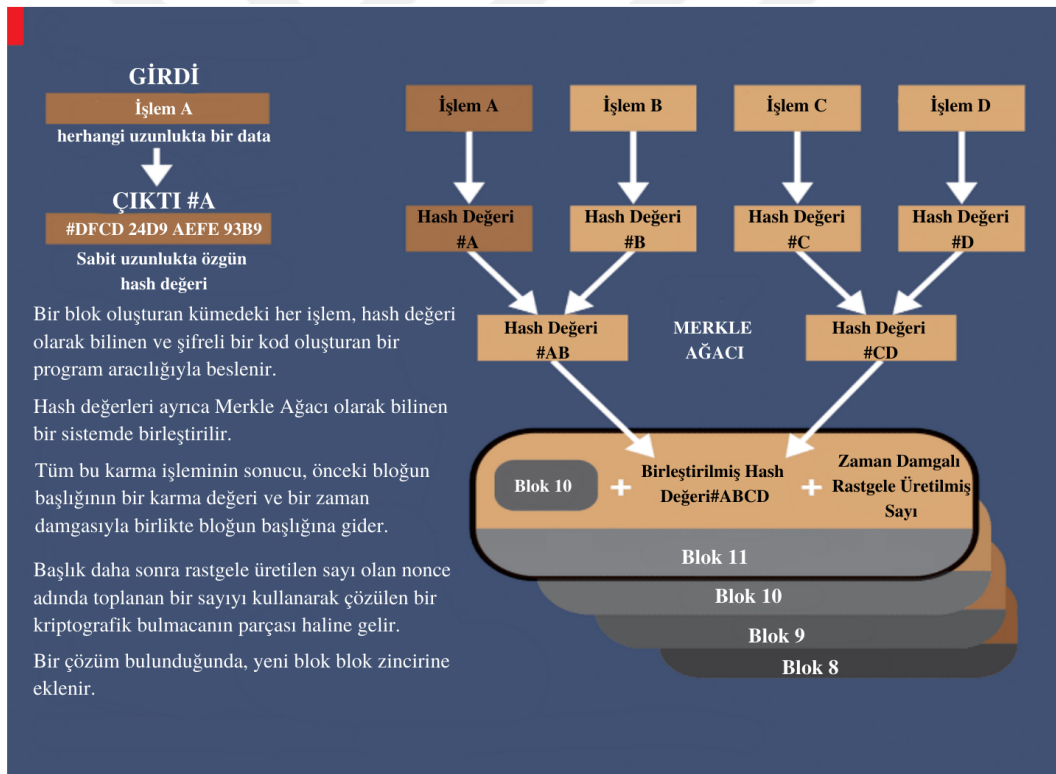 GİRDİ
İşlem A
herhangi uzunlukta bir data
ÇIKTI #A
#DFCD 24D9 AEFE 93B9
Sabit uzunlukta özgün
hash değeri
Bir blok oluşturan kümedeki her işlem, hash değeri
olarak bilinen ve şifreli bir kod oluşturan bir
program aracılığıyla beslenir.
Hash değerleri ayrıca Merkle Ağacı olarak bilinen
bir sistemde birleştirilir.
Tüm bu karma işleminin sonucu, önceki bloğun
başlığının bir karma değeri ve bir zaman
damgasıyla birlikte bloğun başlığına gider.
Başlık daha sonra rastgele üretilen sayı olan nonce
adında toplanan bir sayıyı kullanarak çözülen bir
kriptografik bulmacanın parçası haline gelir.
Bir çözüm bulunduğunda, yeni blok blok zincirine
eklenir.
İşlem A
İşlem B
İşlem C
İşlem D
Hash Değeri
#A
Hash Değeri
#B
Hash Değeri
#C
Hash Değeri
#D
Hash Değeri
#AB
MERKLE
AĞACI
Hash Değeri
#CD
Blok 10
+
Birleştirilmiş Hash
Değeri#ABCD
+
Zaman Damgalı
Rastgele Üretilmiş
Sayı
Blok 11
Blok 10
Blok 9
Blok 8